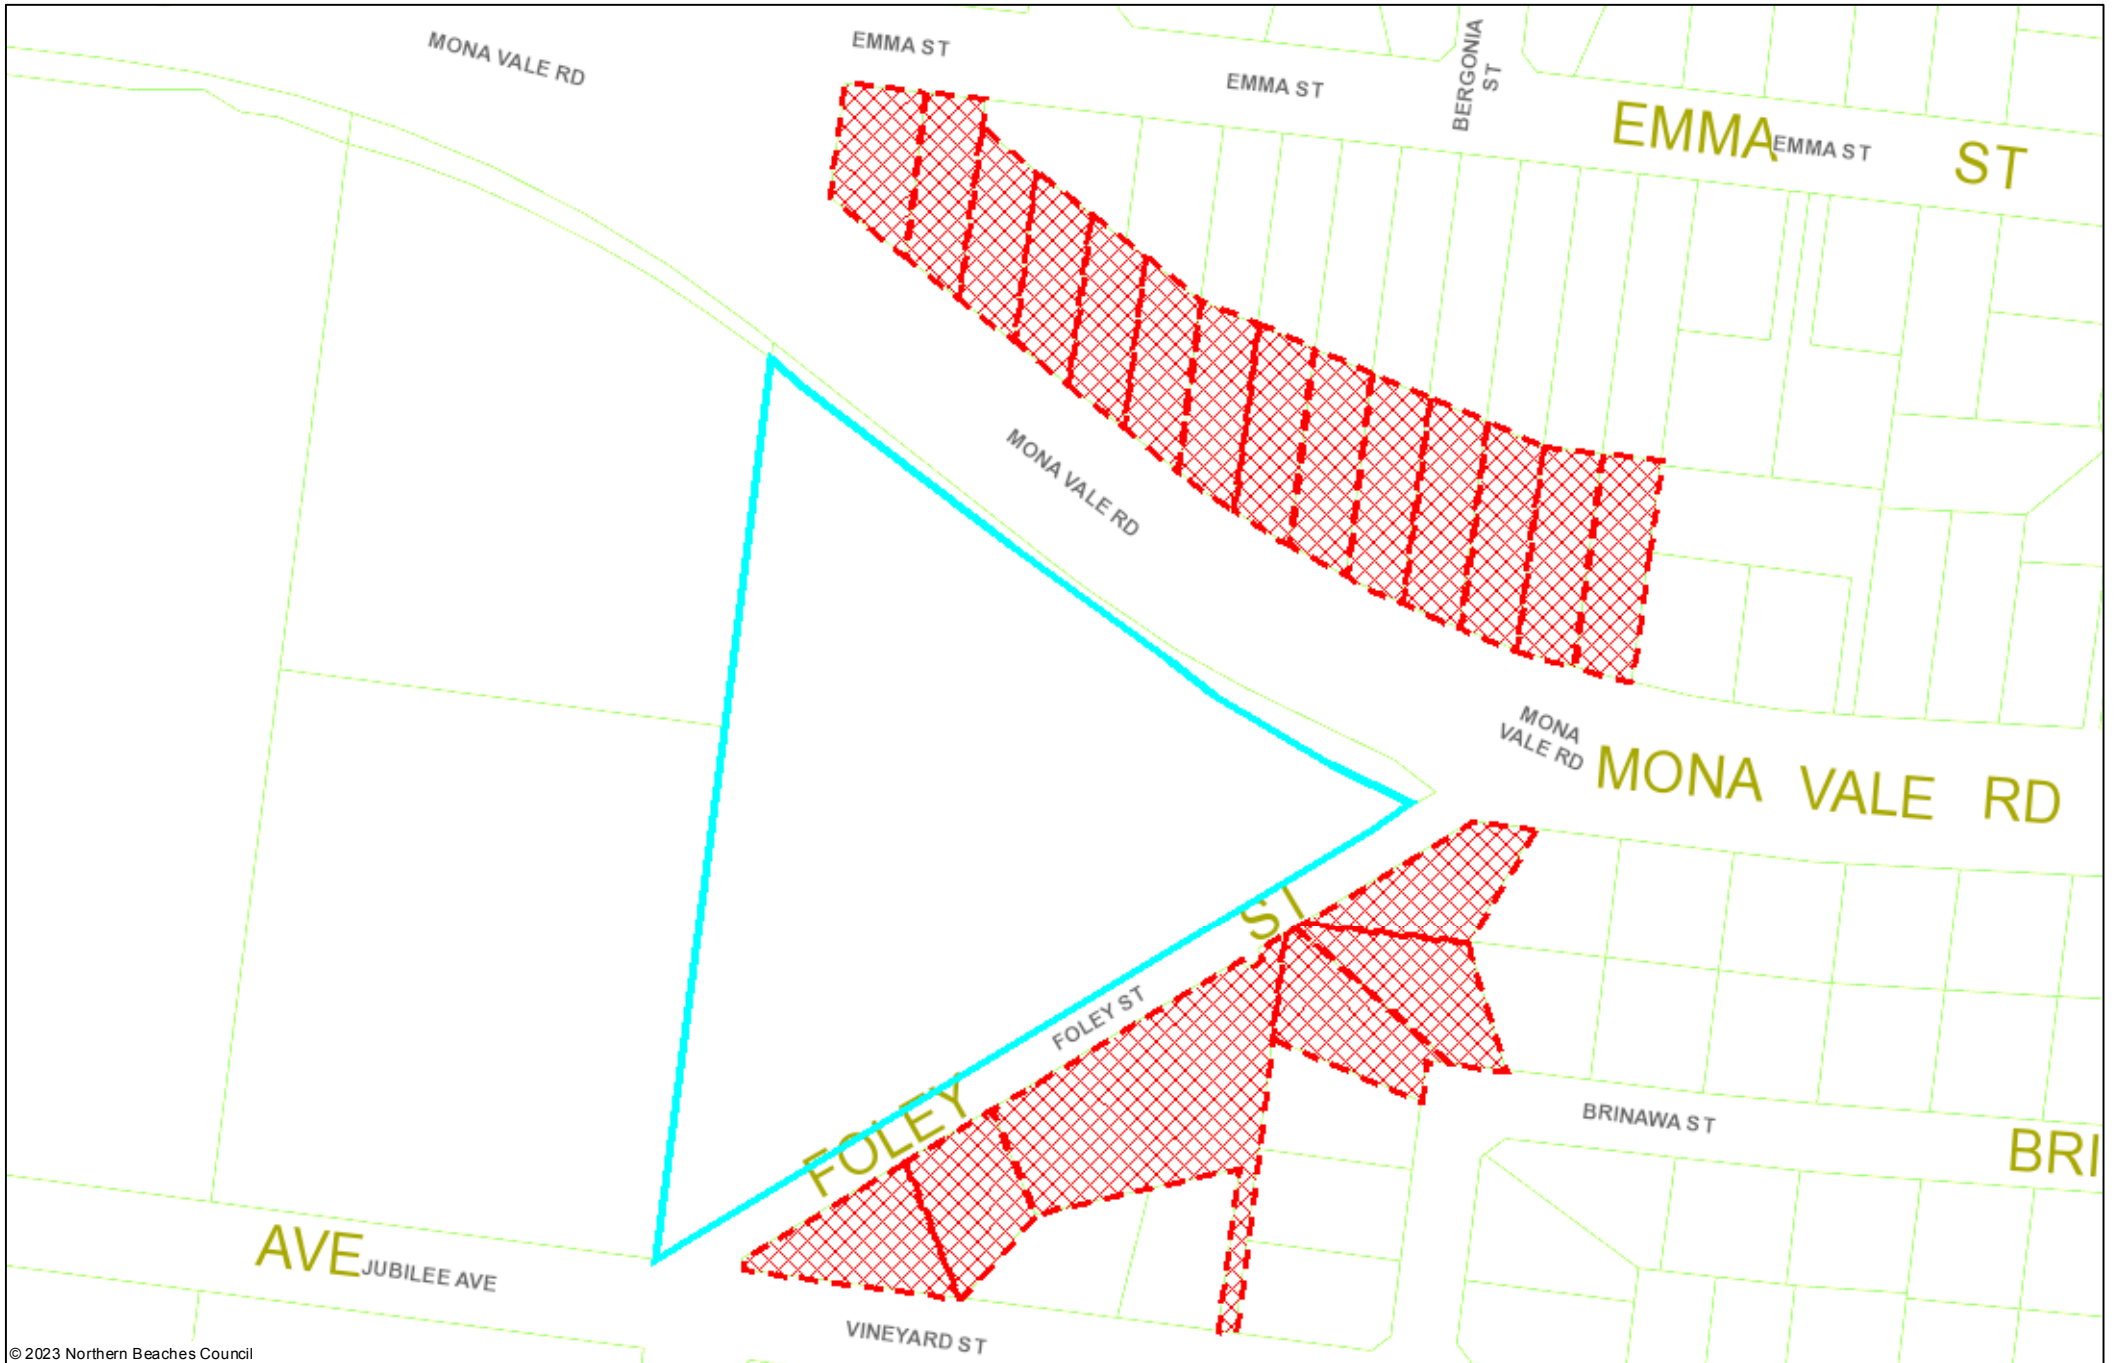 MONA VALE RD
EMMA ST
EMMA ST
BERGONIA
ST
EMMA ST
EMMA ST
MONA VALE RD
MONA
VALE RD
MONA VALE RD
FOLEY ST
FOLEY ST
BRINAWA ST
BRI
AVE
JUBILEE AVE
VINEYARD ST
© 2023 Northern Beaches Council